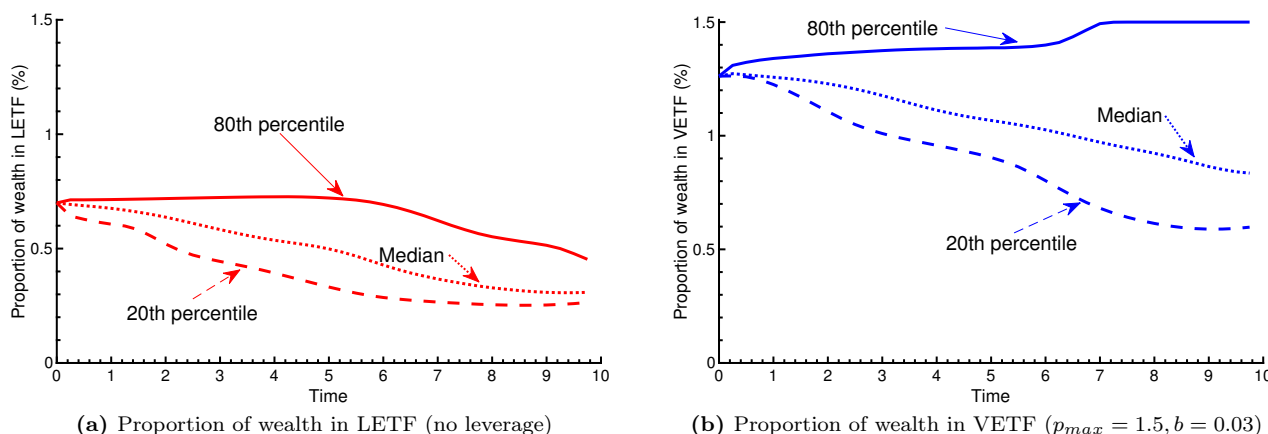 Proportion of wealth in LETF (%)
1.5
1
0.5
0
80th percentile
Median
20th percentile
0 1 2 3 4 5 6 7 8 9 10
Time
(a) Proportion of wealth in LETF (no leverage)
Proportion of wealth in VETF (%)
1.5
1
0.5
0
80th percentile
Median
20th percentile
0 1 2 3 4 5 6 7 8 9 10
Time
(b) Proportion of wealth in VETF (p_{max} = 1.5, b = 0.03)